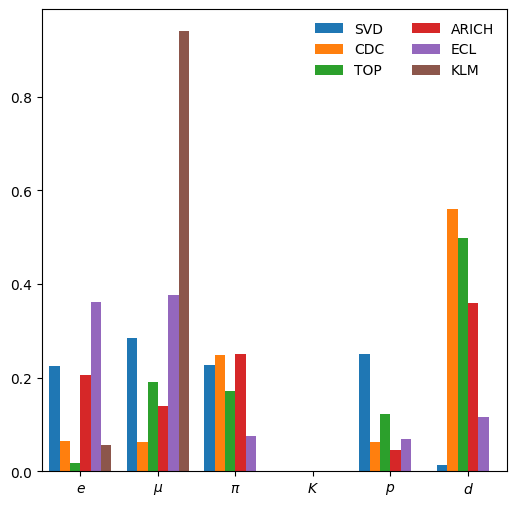 SVD
CDC
TOP
ARICH
ECL
KLM
0.8
0.6
0.4
0.2
0.0
e μ π K p d